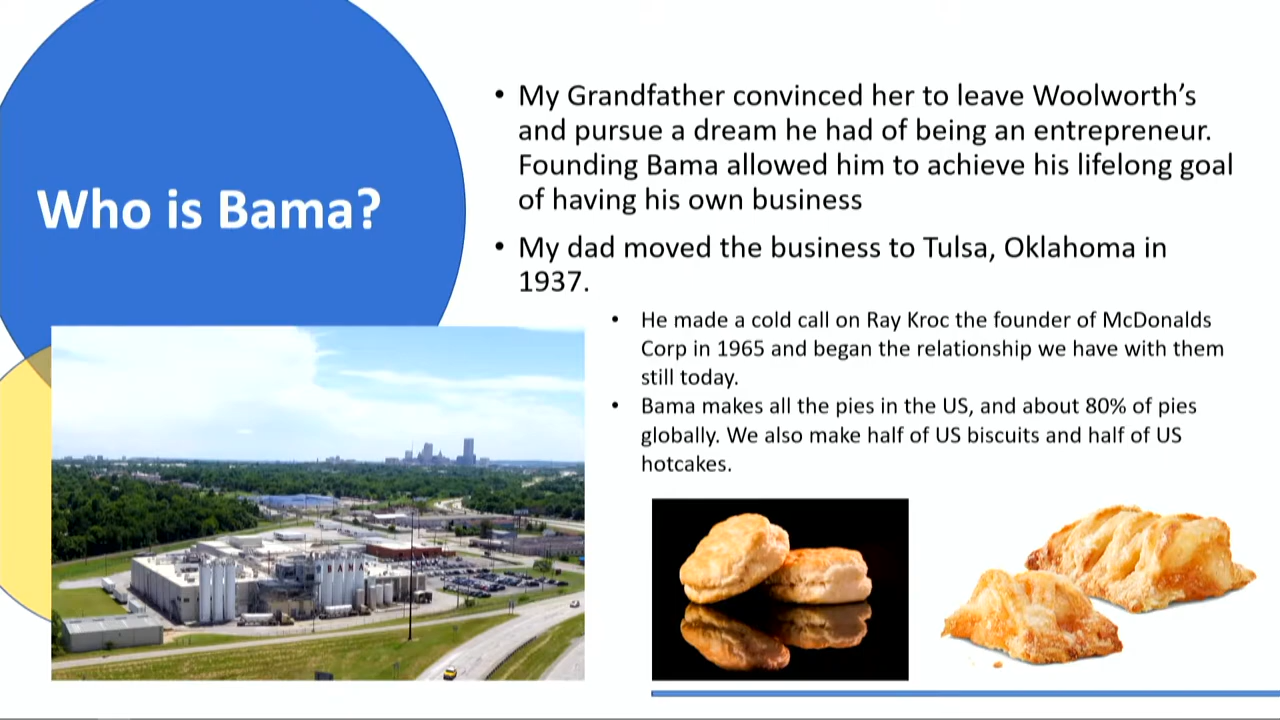 Who is Bama?
• My Grandfather convinced her to leave Woolworth’s
and pursue a dream he had of being an entrepreneur.
Founding Bama allowed him to achieve his lifelong goal
of having his own business
• My dad moved the business to Tulsa, Oklahoma in
1937.
• He made a cold call on Ray Kroc the founder of McDonalds
Corp in 1965 and began the relationship we have with them
still today.
• Bama makes all the pies in the US, and about 80% of pies
globally. We also make half of US biscuits and half of US
hotcakes.
BAMA